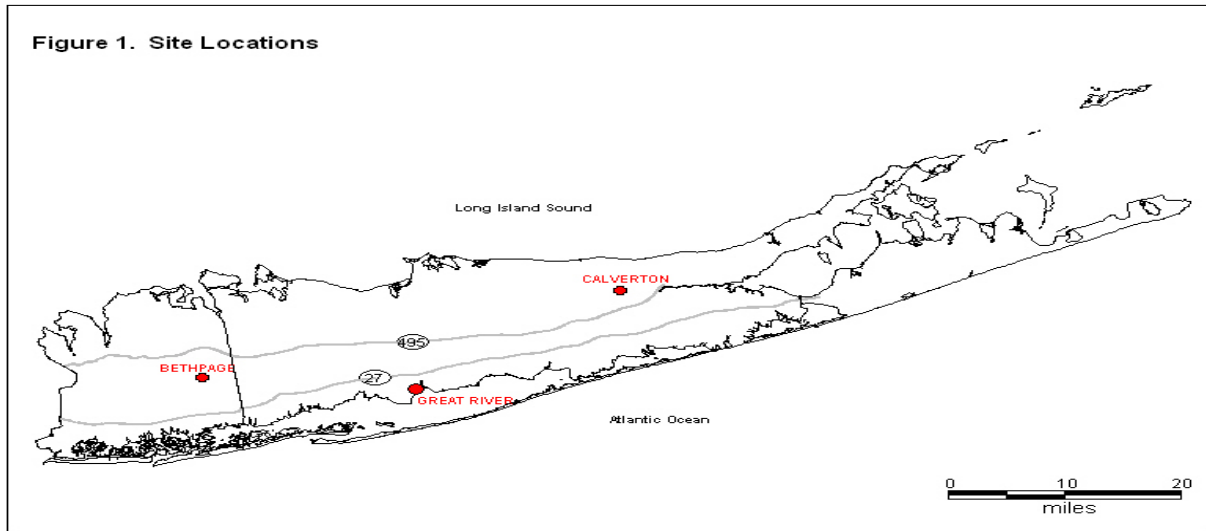 Figure 1. Site Locations
Long Island Sound
CALVERTON
495
BETHPAGE
27
GREAT RIVER
Atlantic Ocean
0 10 20
miles